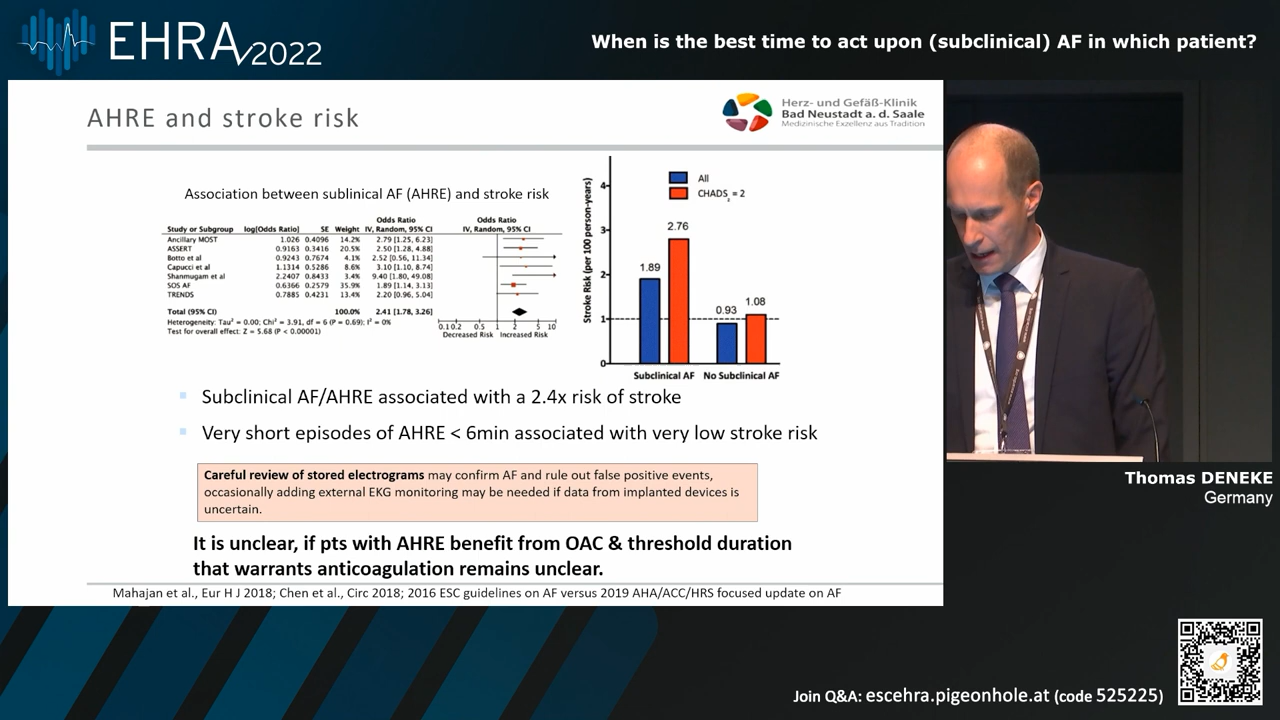 EHRA 2022
When is the best time to act upon (subclinical) AF in which patient?
AHRE and stroke risk
Herz- und Gefäß-Klinik
Bad Neustadt a. d. Saale
Medizinische Exzellenz aus Tradition
Association between sublinical AF (AHRE) and stroke risk
Odds Ratio Odds Ratio
Study or Subgroup log[Odds Ratio] SE Weight IV, Random, 95% CI IV, Random, 95% CI
Ancillary MOST 1.026 0.4096 14.2% 2.79 [1.25, 6.23]
ASSERT 0.9163 0.3416 20.5% 2.50 [1.28, 4.88]
Botto et al 0.9243 0.7674 4.1% 2.52 [0.56, 11.34]
Capucci et al 1.1314 0.5286 8.6% 3.10 [1.10, 8.74]
Shanmugam et al 2.2407 0.8433 3.4% 9.40 [1.80, 49.08]
SOS AF 0.6366 0.2579 35.9% 1.89 [1.14, 3.13]
TRENDS 0.7885 0.4231 13.4% 2.20 [0.96, 5.04]
Total (95% CI) 100.0% 2.41 [1.78, 3.26]
Heterogeneity: Tau² = 0.00; Chi² = 3.91, df = 6 (P = 0.69); I² = 0%
Test for overall effect: Z = 5.68 (P < 0.00001)
0.1 0.2 0.5 1 2 5 10
Decreased Risk Increased Risk
Stroke Risk (per 100 person-years)
4
3
2
1
0
All
CHADS₂ = 2
1.89
2.76
0.93
1.08
Subclinical AF No Subclinical AF
Subclinical AF/AHRE associated with a 2.4x risk of stroke
Very short episodes of AHRE < 6min associated with very low stroke risk
Careful review of stored electrograms may confirm AF and rule out false positive events,
occasionally adding external EKG monitoring may be needed if data from implanted devices is
uncertain.
It is unclear, if pts with AHRE benefit from OAC & threshold duration
that warrants anticoagulation remains unclear.
Mahajan et al., Eur H J 2018; Chen et al., Circ 2018; 2016 ESC guidelines on AF versus 2019 AHA/ACC/HRS focused update on AF
Thomas DENEKE
Germany
Join Q&A: escehra.pigeonhole.at (code 525225)